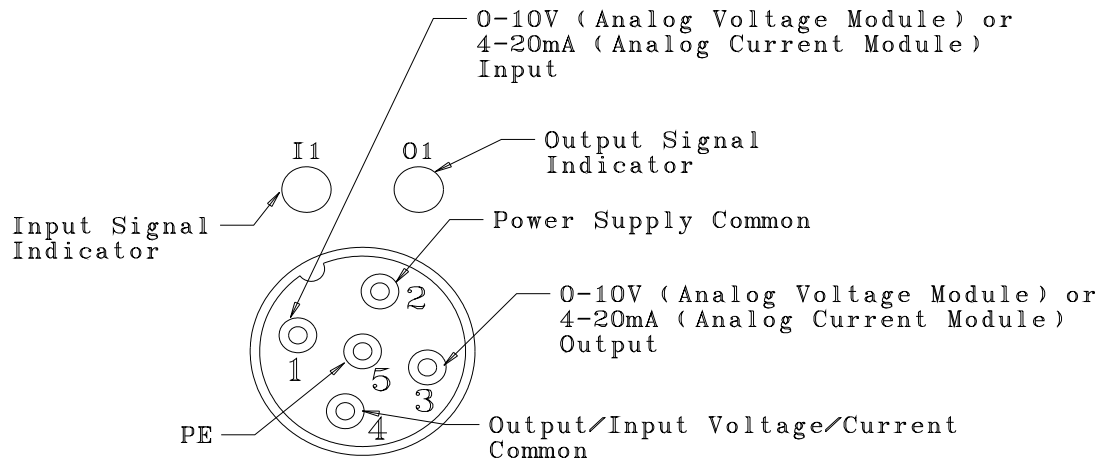 0-10V (Analog Voltage Module) or
4-20mA (Analog Current Module)
Input
I1
O1
Output Signal
Indicator
Input Signal
Indicator
Power Supply Common
2
0-10V (Analog Voltage Module) or
4-20mA (Analog Current Module)
Output
1
5
3
4
PE
Output/Input Voltage/Current
Common